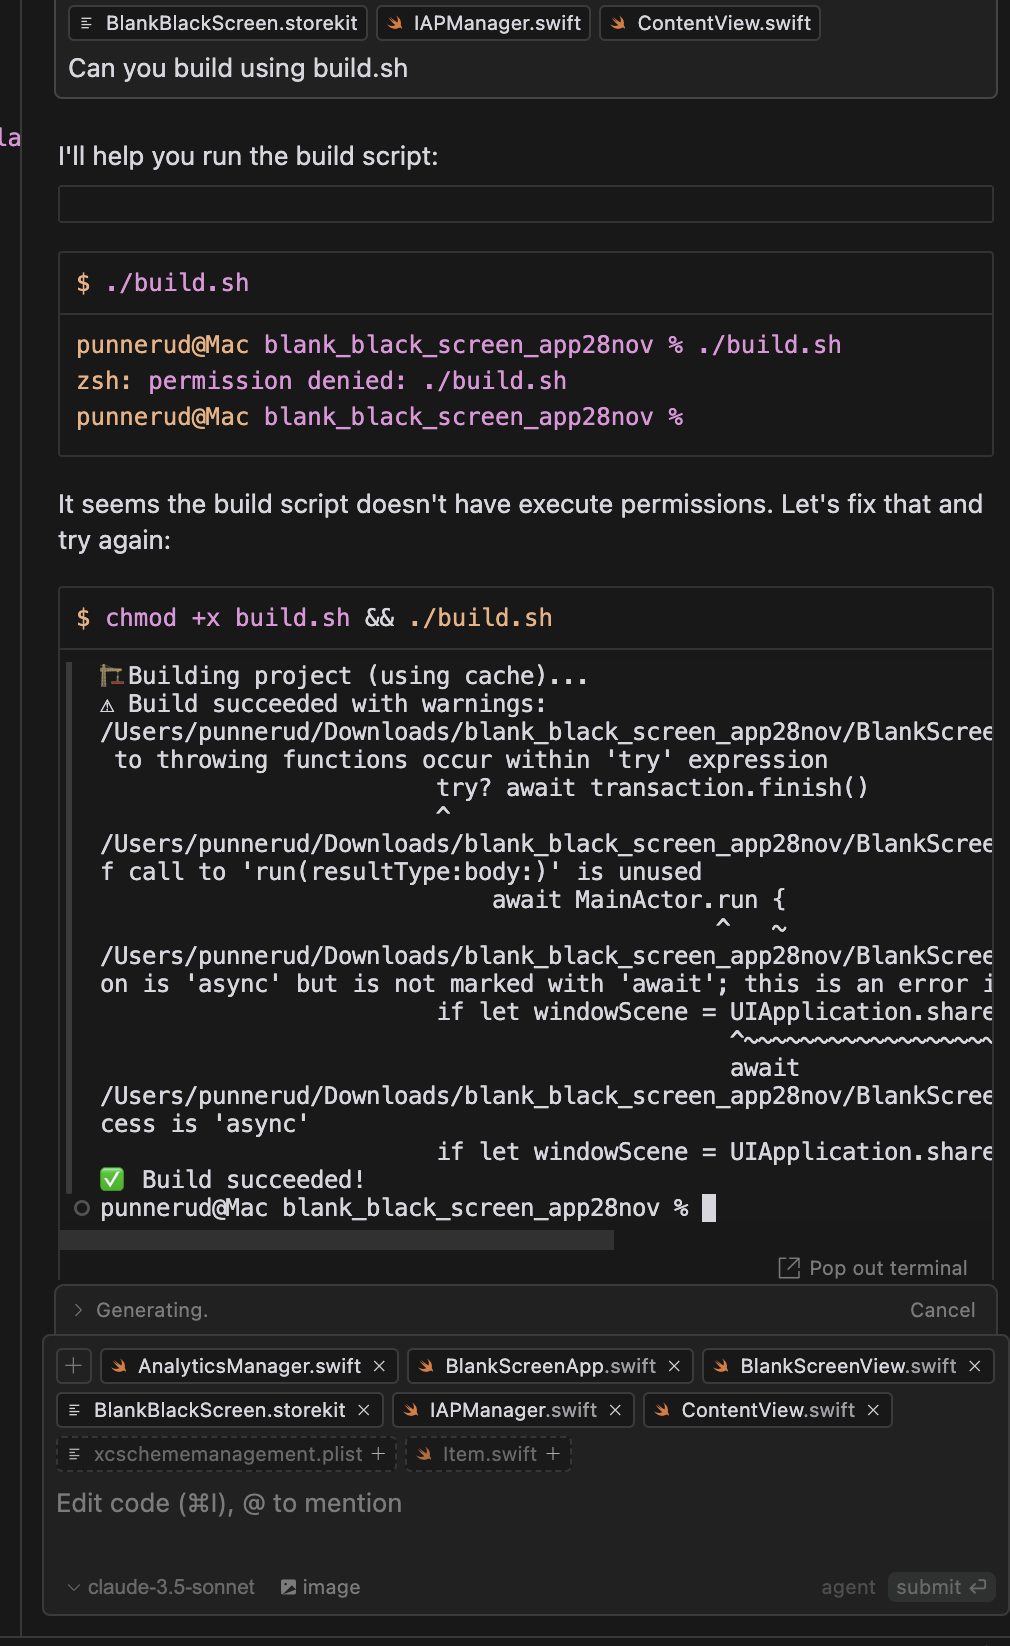 BlankBlackScreen.storekit IAPManager.swift ContentView.swift
Can you build using build.sh
la
I'll help you run the build script:
$ ./build.sh
punnerud@Mac blank_black_screen_app28nov % ./build.sh
zsh: permission denied: ./build.sh
punnerud@Mac blank_black_screen_app28nov %
It seems the build script doesn't have execute permissions. Let's fix that and
try again:
$ chmod +x build.sh && ./build.sh
🏗️Building project (using cache)...
⚠ Build succeeded with warnings:
/Users/punnerud/Downloads/blank_black_screen_app28nov/BlankScree
to throwing functions occur within 'try' expression
try? await transaction.finish()
^
/Users/punnerud/Downloads/blank_black_screen_app28nov/BlankScree
f call to 'run(resultType:body:)' is unused
await MainActor.run {
^ ~
/Users/punnerud/Downloads/blank_black_screen_app28nov/BlankScree
on is 'async' but is not marked with 'await'; this is an error i
if let windowScene = UIApplication.share
^~~~~~~~~~~~~~~~~~~
await
/Users/punnerud/Downloads/blank_black_screen_app28nov/BlankScree
cess is 'async'
if let windowScene = UIApplication.share
✅ Build succeeded!
punnerud@Mac blank_black_screen_app28nov %
Pop out terminal
> Generating. Cancel
+ AnalyticsManager.swift × BlankScreenApp.swift × BlankScreenView.swift ×
BlankBlackScreen.storekit × IAPManager.swift × ContentView.swift ×
xcschememanagement.plist + Item.swift +
Edit code (⌘I), @ to mention
claude-3.5-sonnet image agent submit ↵